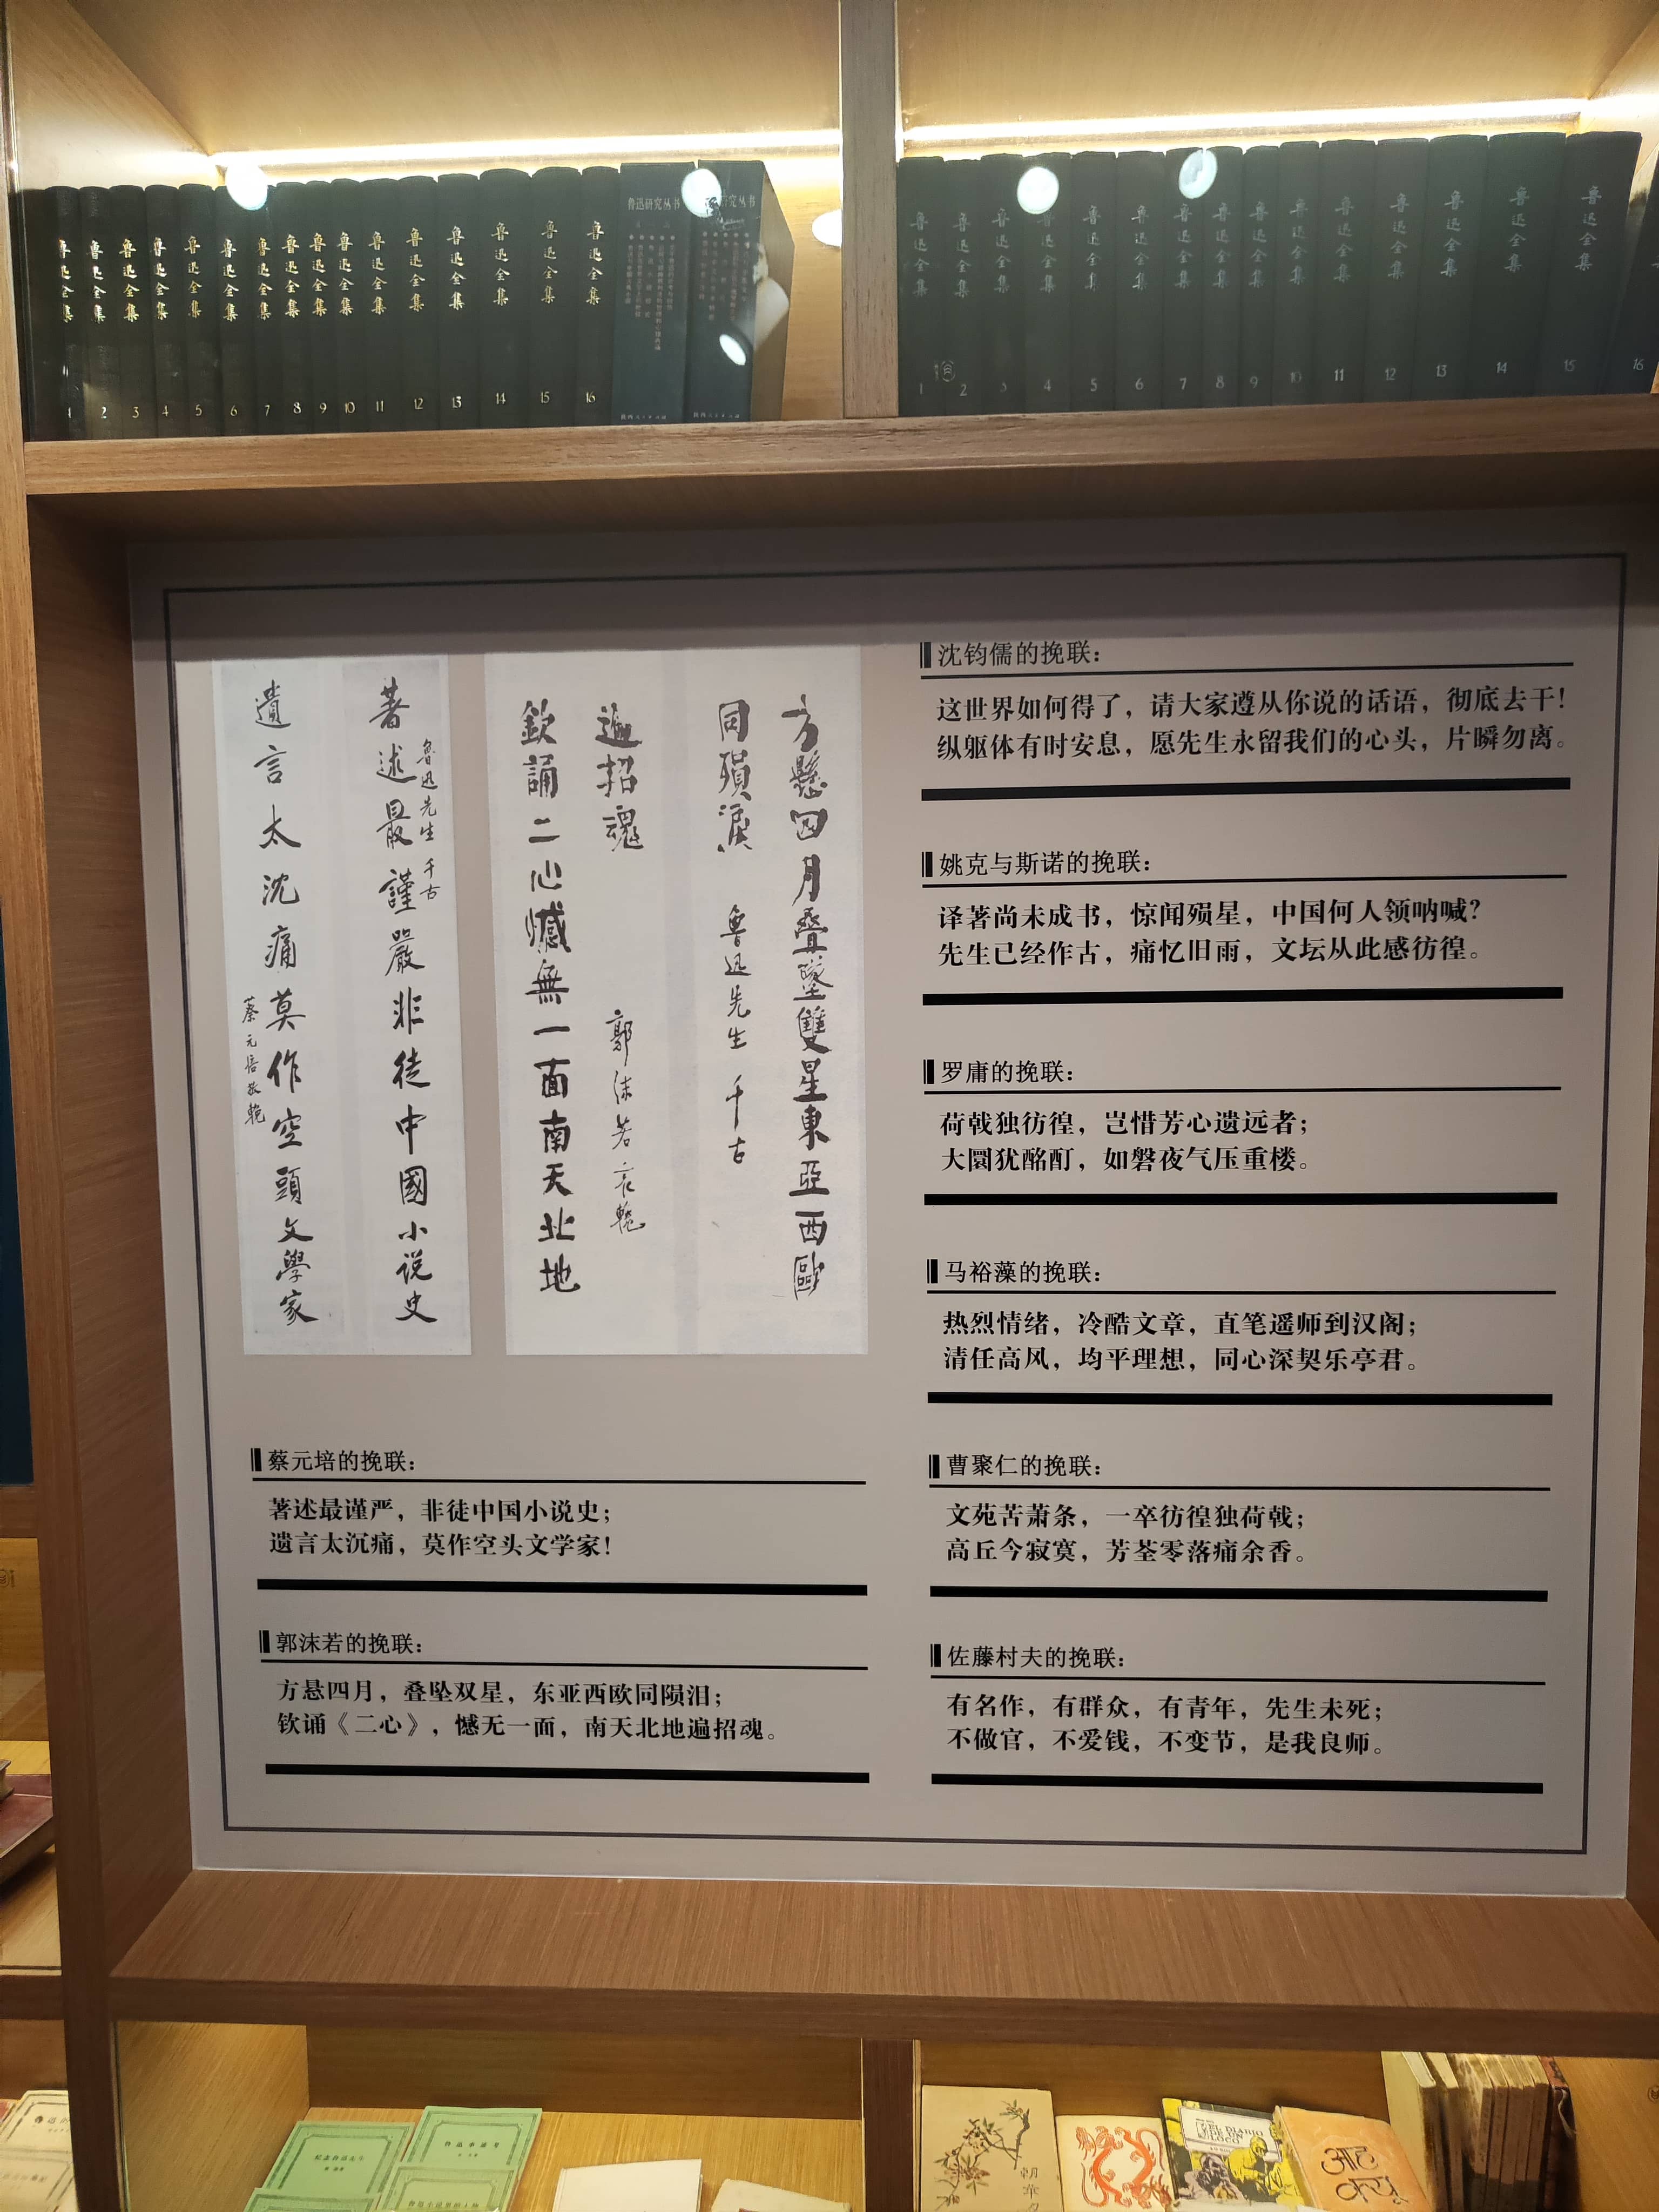 鲁迅全集 1
鲁迅全集 2
鲁迅全集 3
鲁迅全集 4
鲁迅全集 5
鲁迅全集 6
鲁迅全集 7
鲁迅全集 8
鲁迅全集 9
鲁迅全集 10
鲁迅全集 11
鲁迅全集 12
鲁迅全集 13
鲁迅全集 14
鲁迅全集 15
鲁迅全集 16
鲁迅研究丛书
究丛书
鲁迅全集 1
鲁迅全集 2
鲁迅全集 3
鲁迅全集 4
鲁迅全集 5
鲁迅全集 6
鲁迅全集 7
鲁迅全集 8
鲁迅全集 9
鲁迅全集 10
鲁迅全集 11
鲁迅全集 12
鲁迅全集 13
鲁迅全集 14
鲁迅全集 15
16
方懸四月叠墜雙星東亞西歐
同殞淚
魯迅先生 千古
遍招魂
郭沫若哀輓
欽誦二心憾無一面南天北地
魯迅先生千古
著述最謹嚴非徒中國小说史
遺言太沈痛莫作空頭文學家
蔡元培敬輓
蔡元培的挽联：
著述最谨严，非徒中国小说史；
遗言太沉痛，莫作空头文学家！
郭沫若的挽联：
方悬四月，叠坠双星，东亚西欧同陨泪；
钦诵《二心》，憾无一面，南天北地遍招魂。
沈钧儒的挽联：
这世界如何得了，请大家遵从你说的话语，彻底去干！
纵躯体有时安息，愿先生永留我们的心头，片瞬勿离。
姚克与斯诺的挽联：
译著尚未成书，惊闻殒星，中国何人领呐喊？
先生已经作古，痛忆旧雨，文坛从此感彷徨。
罗庸的挽联：
荷戟独彷徨，岂惜芳心遗远者；
大圜犹酩酊，如磐夜气压重楼。
马裕藻的挽联：
热烈情绪，冷酷文章，直笔遥师到汉阁；
清任高风，均平理想，同心深契乐亭君。
曹聚仁的挽联：
文苑苦萧条，一卒彷徨独荷戟；
高丘今寂寞，芳荃零落痛余香。
佐藤村夫的挽联：
有名作，有群众，有青年，先生未死；
不做官，不爱钱，不变节，是我良师。
EL DIARIO
LOCO